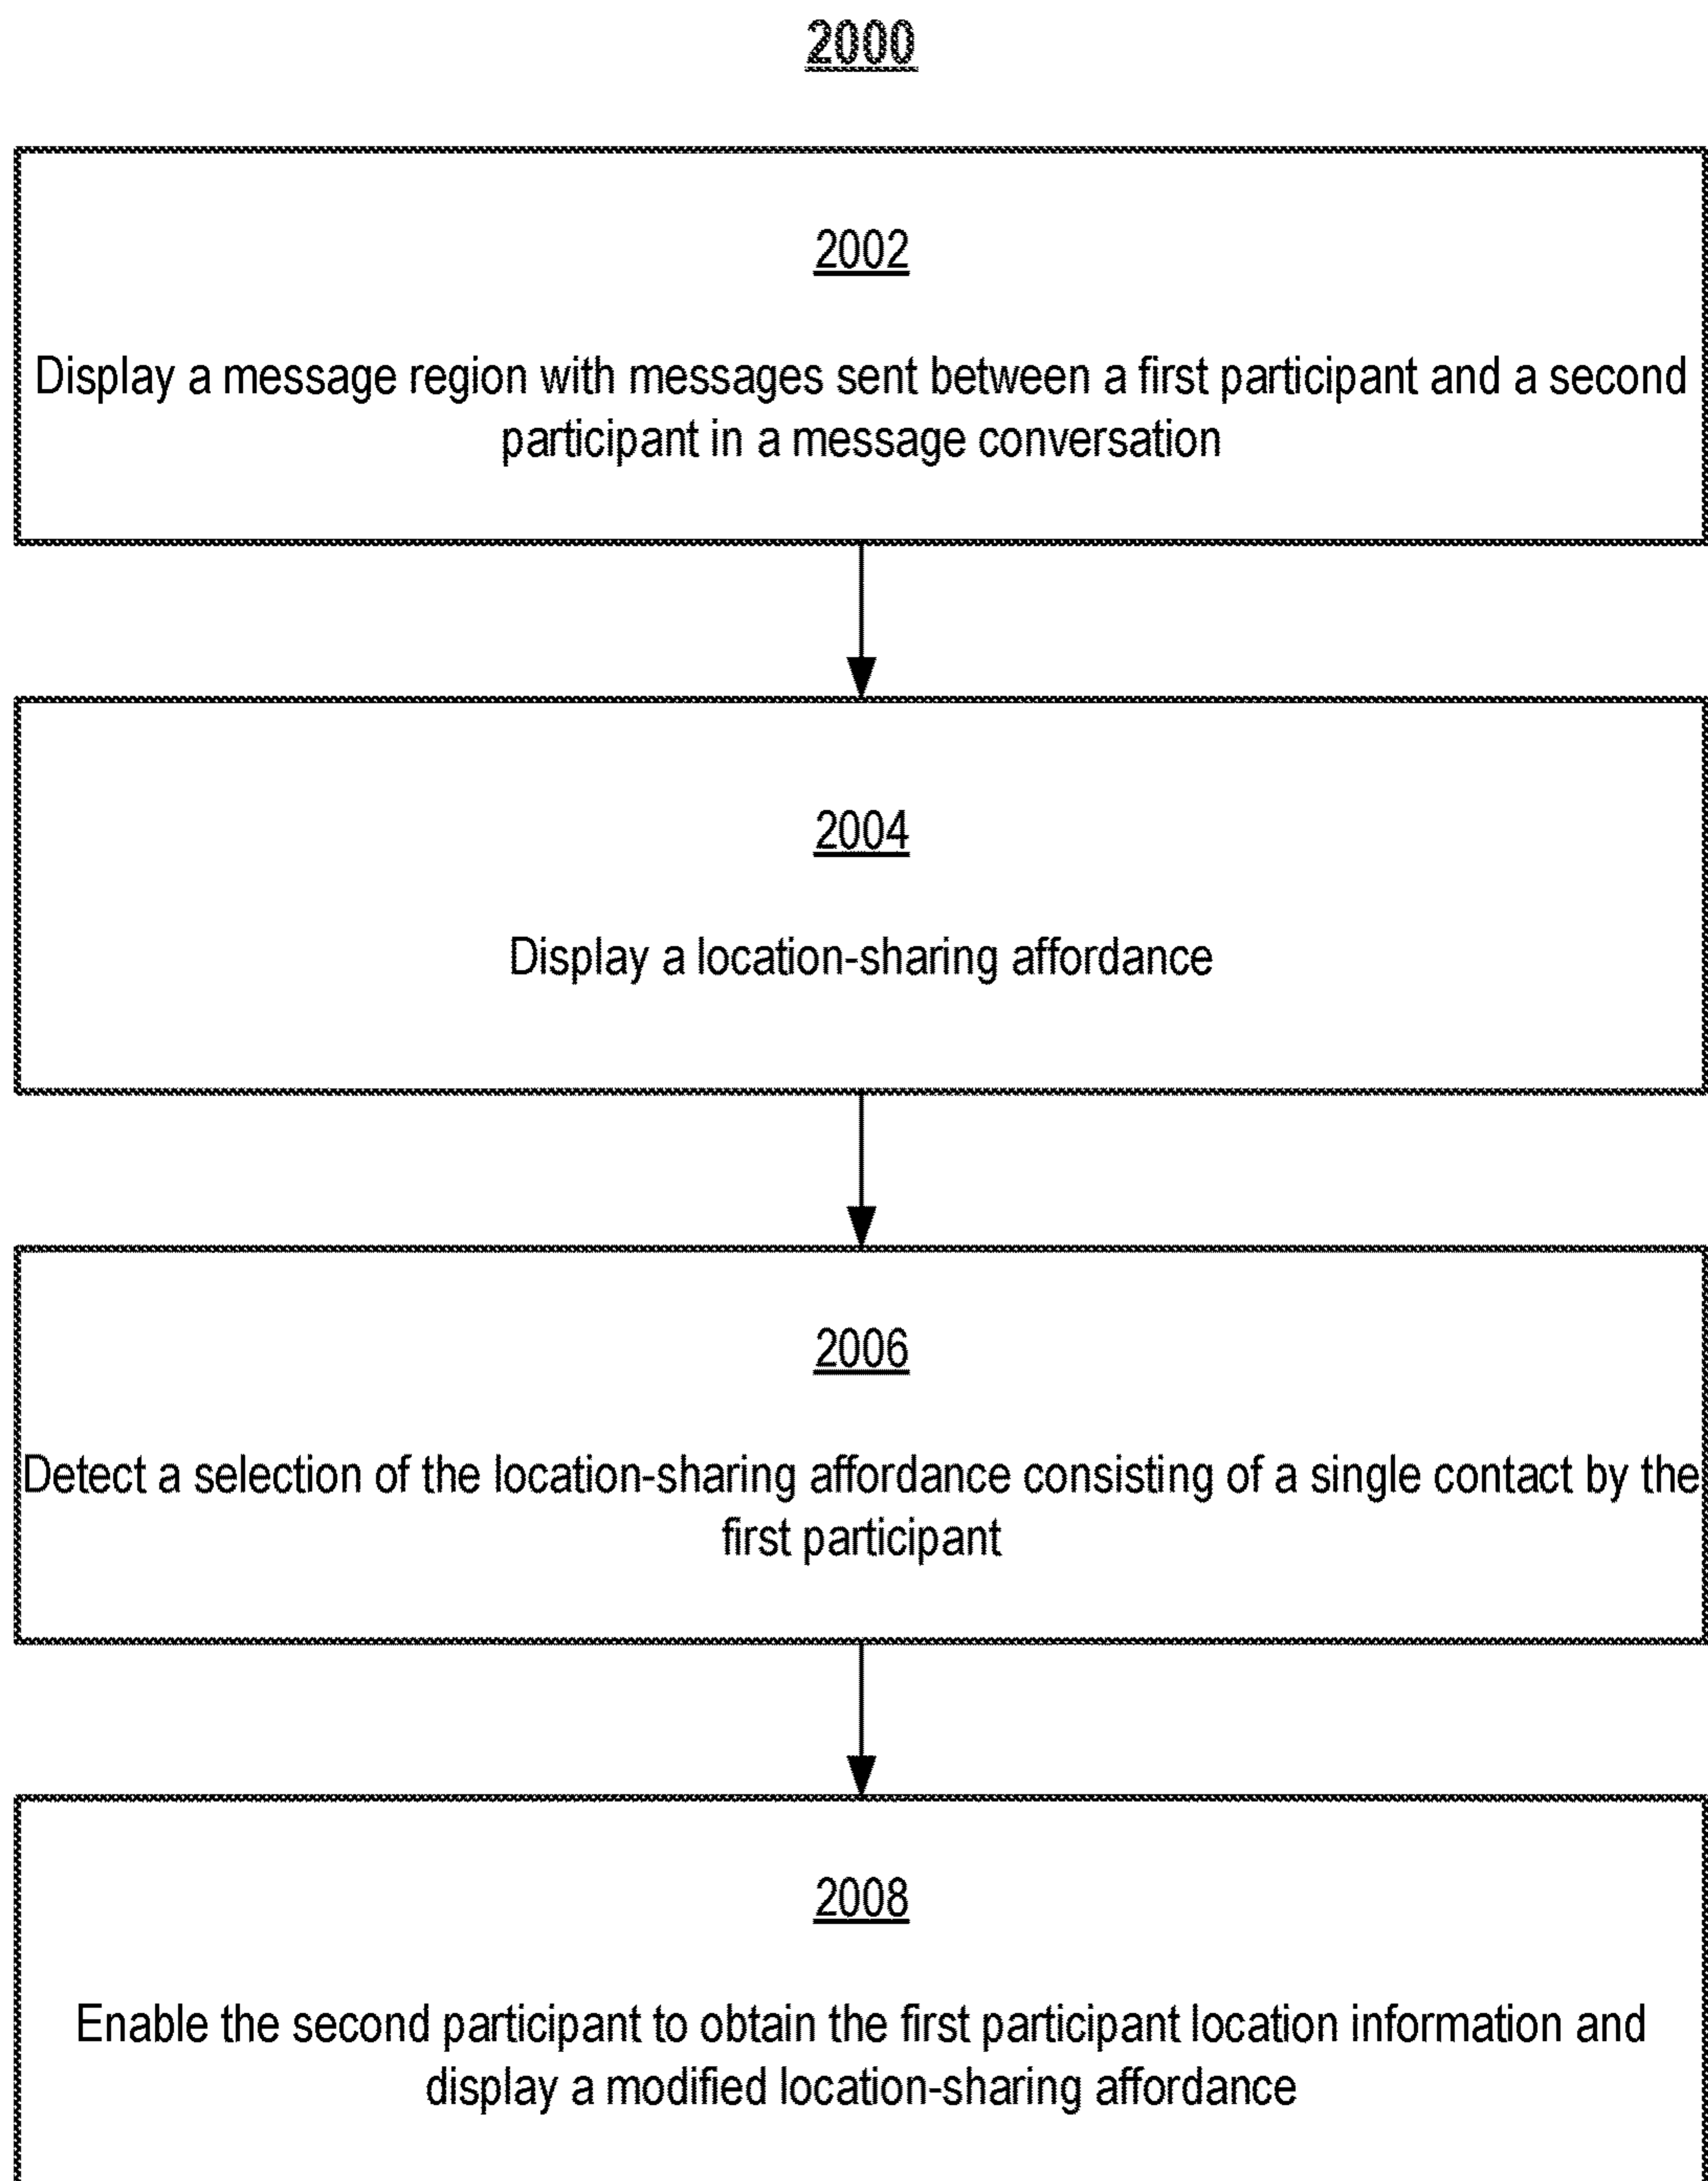 2000
2002
Display a message region with messages sent between a first participant and a second
participant in a message conversation
2004
Display a location-sharing affordance
2006
Detect a selection of the location-sharing affordance consisting of a single contact by the
first participant
2008
Enable the second participant to obtain the first participant location information and
display a modified location-sharing affordance